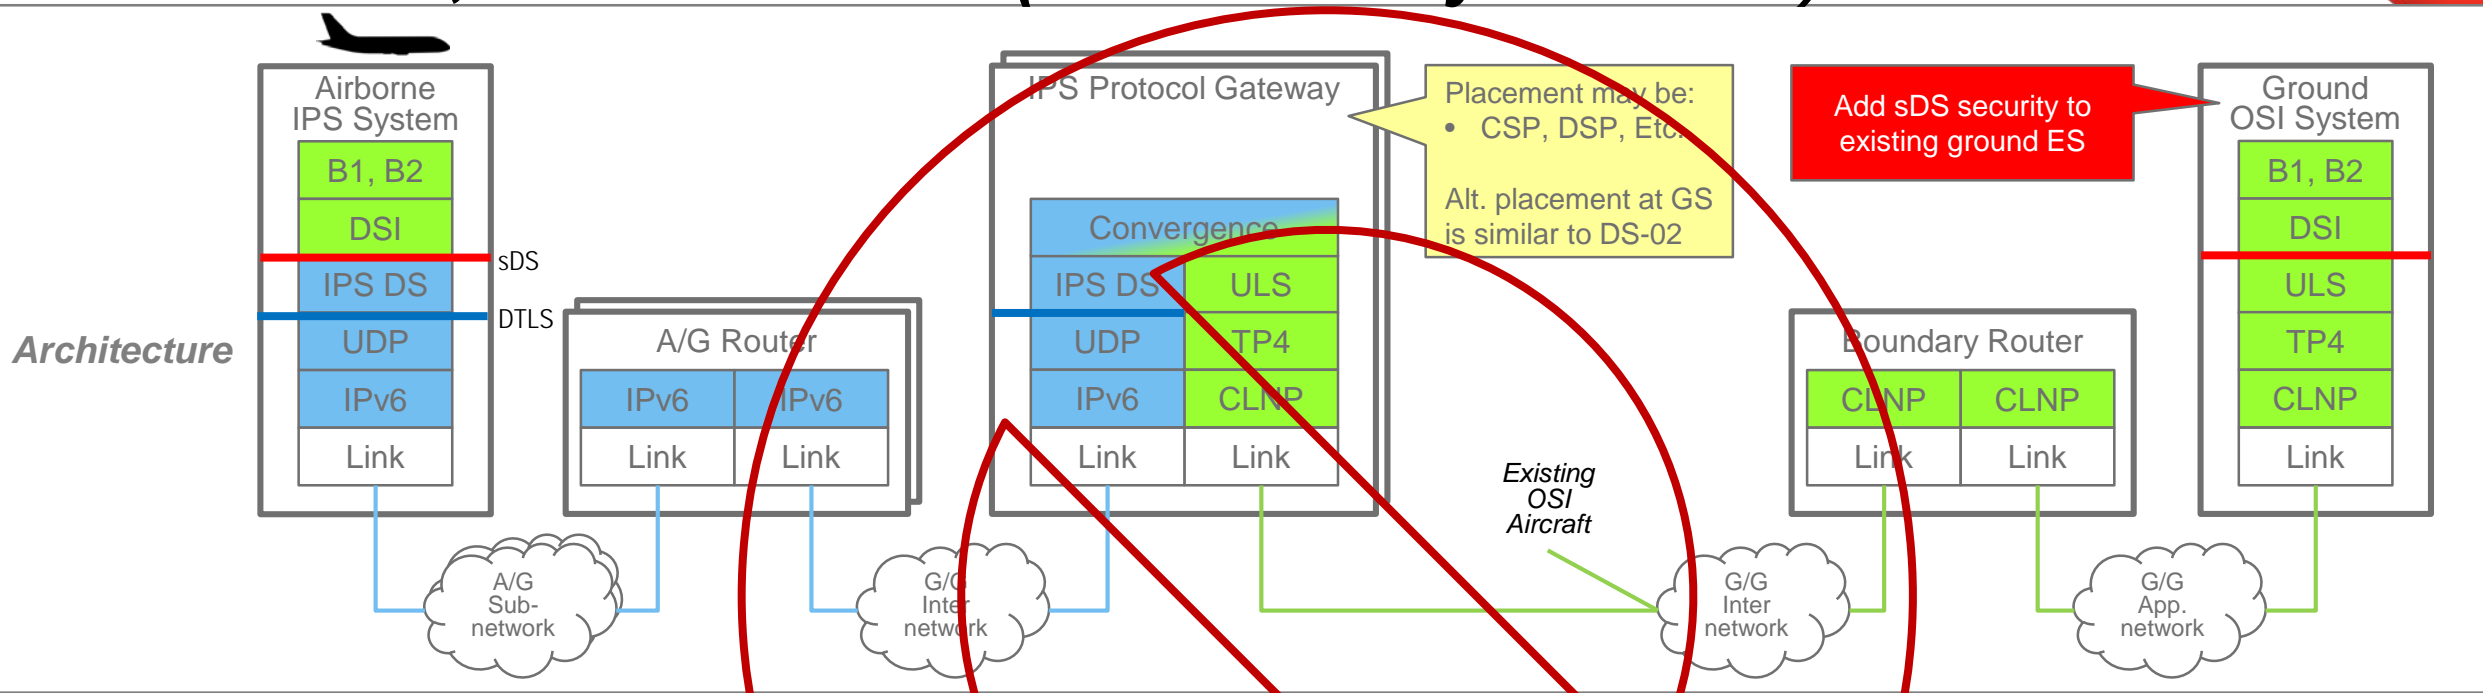 Airborne
IPS System
B1, B2
DSI
sDS
IPS DS
DTLS
UDP
IPv6
Link
Architecture
A/G Router
IPv6 IPv6
Link Link
IPS Protocol Gateway
Convergence
IPS DS ULS
UDP TP4
IPv6 CLNP
Link Link
Placement may be:
• CSP, DSP, Etc.
Alt. placement at GS
is similar to DS-02
Add sDS security to
existing ground ES
Boundary Router
CLNP CLNP
Link Link
Ground
OSI System
B1, B2
DSI
ULS
TP4
CLNP
Link
Existing
OSI
Aircraft
A/G
Sub-
network
G/G
Inter
network
G/G
Inter
network
G/G
App.
network